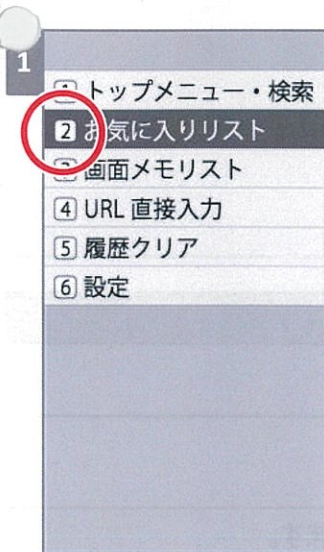 1
1 トップメニュー・検索
2 お気に入りリスト
3 画面メモリスト
4 URL 直接入力
5 履歴クリア
6 設定